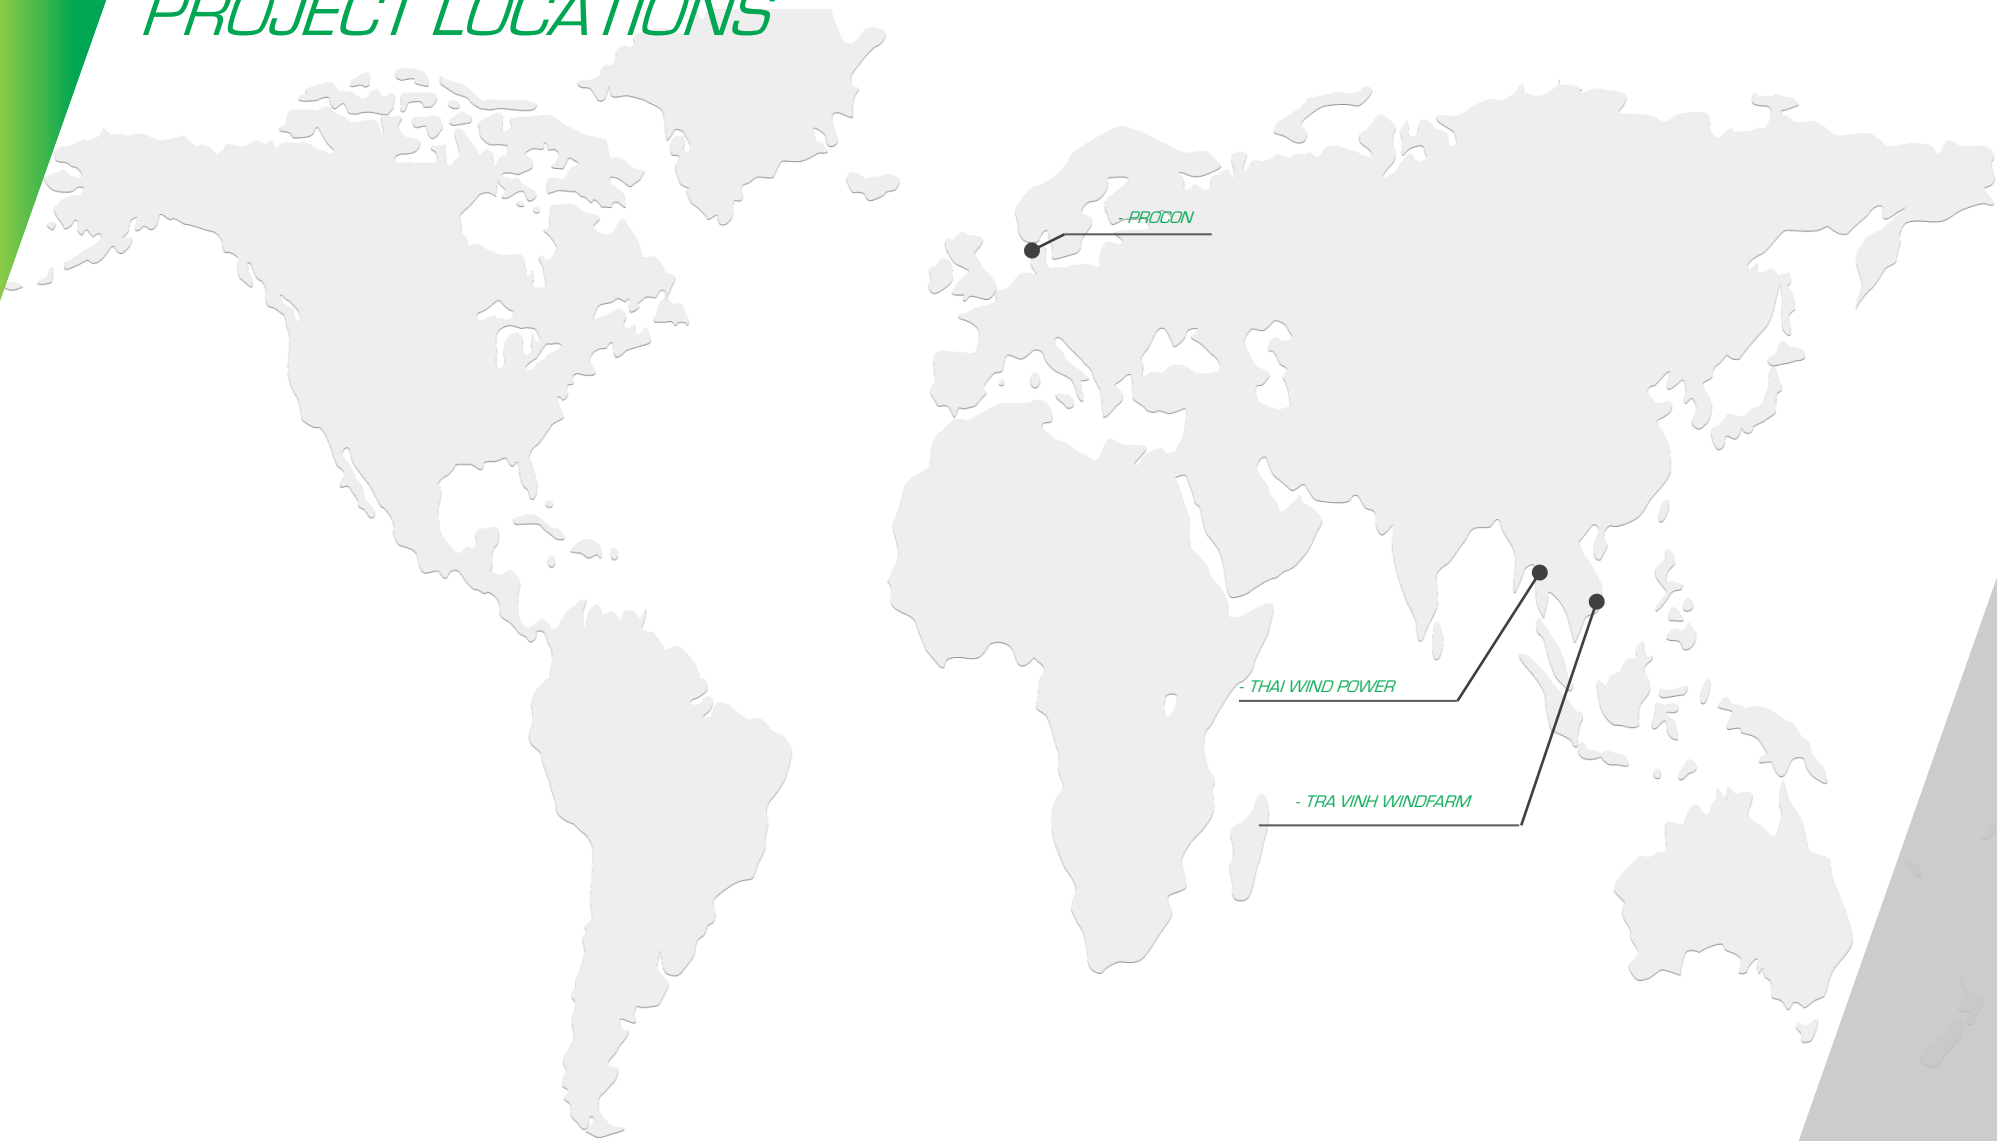 PROJECT LOCATIONS
- PROCON
- THAI WIND POWER
- TRA VINH WINDFARM